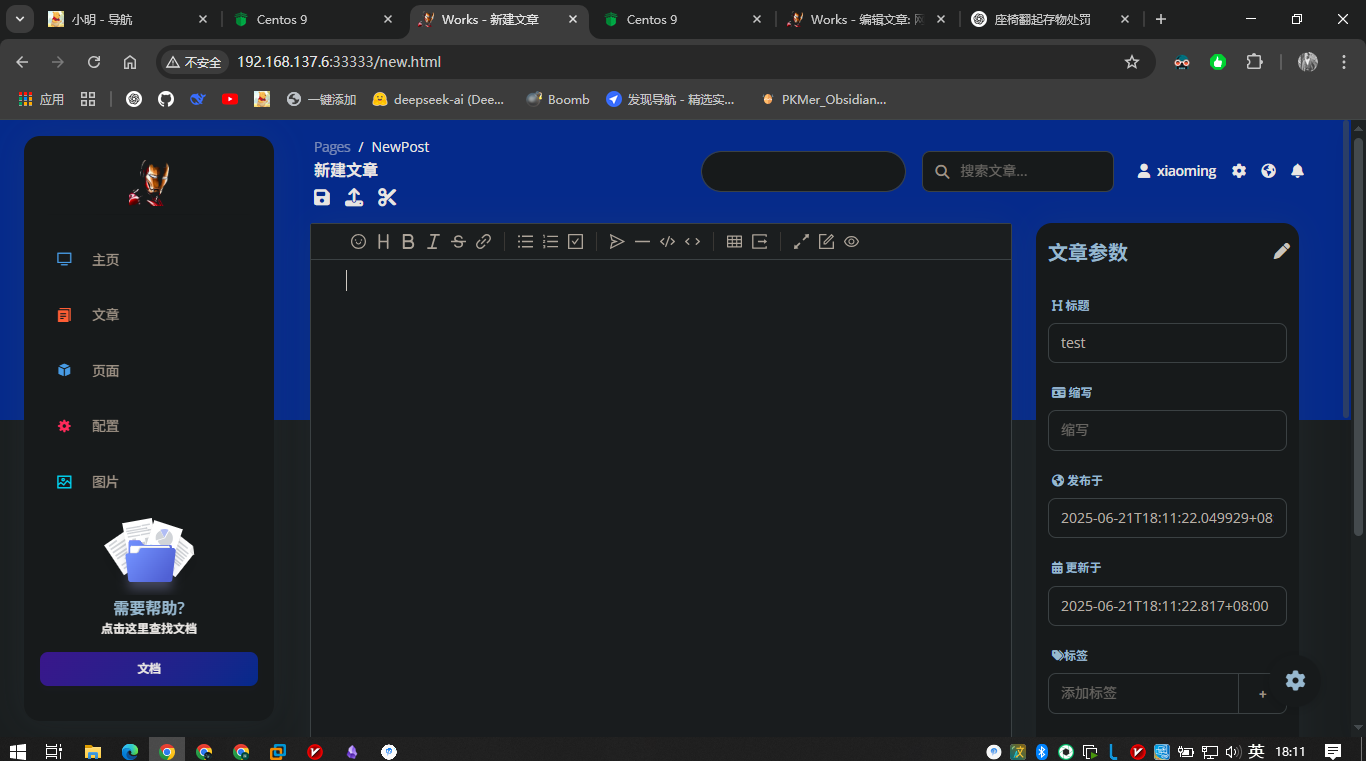 小明 - 导航
Centos 9
Works - 新建文章
Centos 9
Works - 编辑文章:
座椅翻起存物处罚
不安全
192.168.137.6:33333/new.html
应用
一键添加
deepseek-ai (Dee...
Boomb
发现导航 - 精选实...
PKMer_Obsidian...
Pages / NewPost
新建文章
搜索文章...
xiaoming
主页
文章
页面
配置
图片
需要帮助?
点击这里查找文档
文档
H B I S
文章参数
H 标题
test
缩写
缩写
发布于
2025-06-21T18:11:22.049929+08
更新于
2025-06-21T18:11:22.817+08:00
标签
添加标签
+
英
18:11